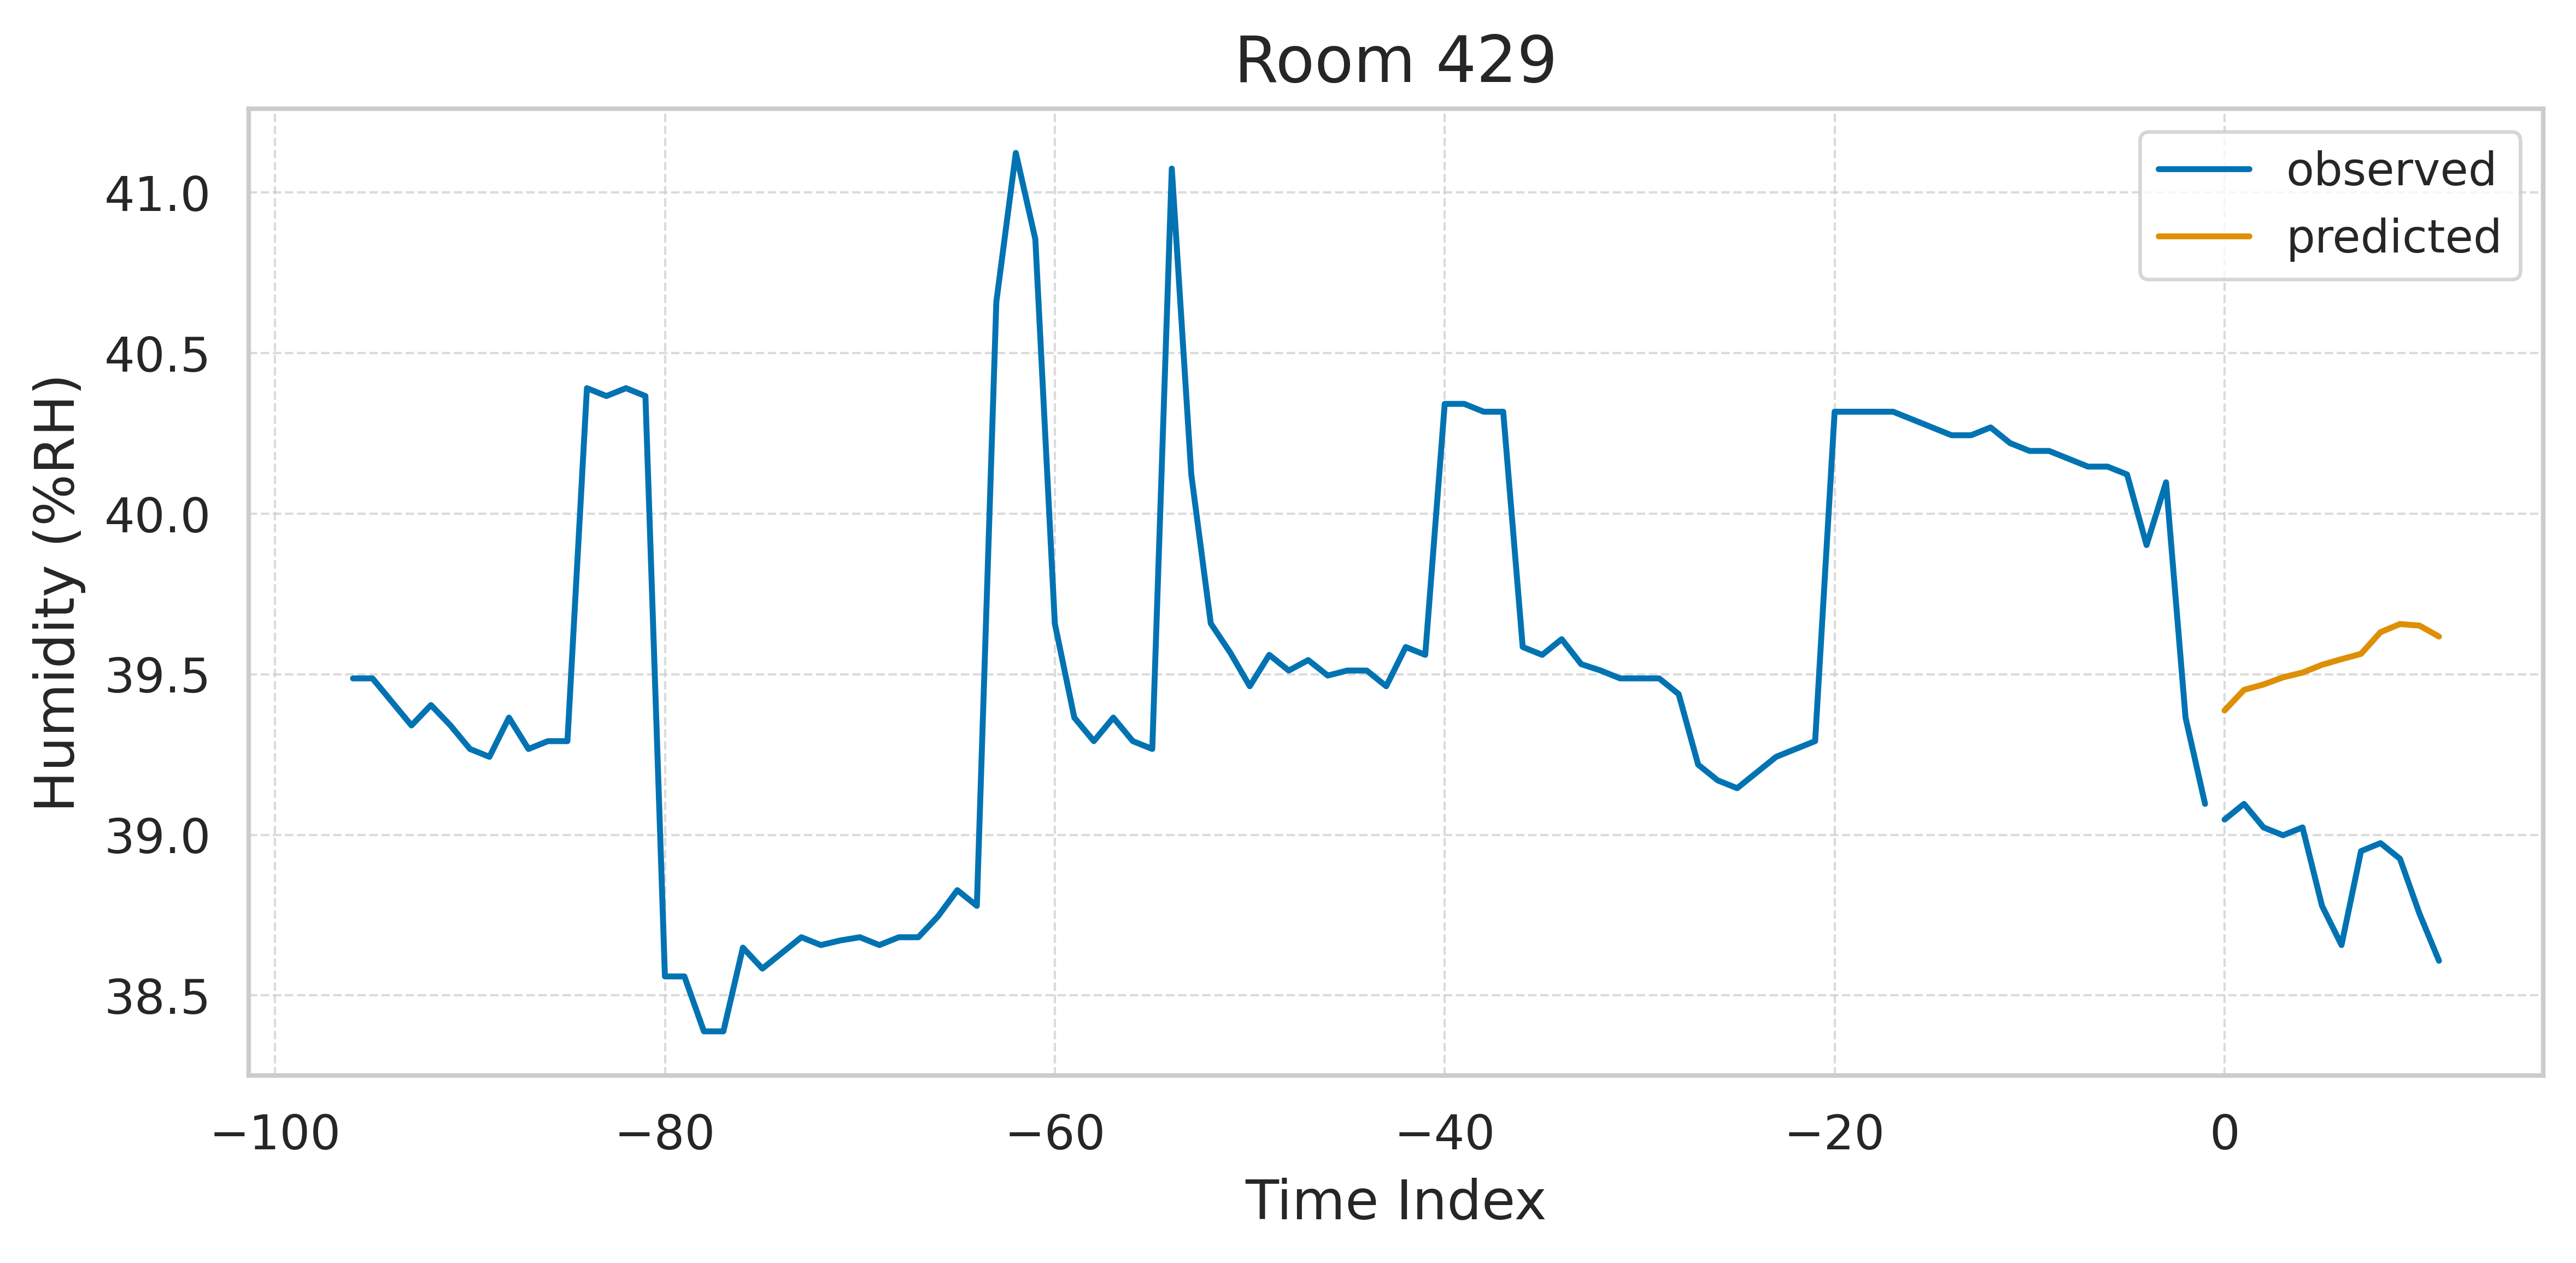 Room 429
observed
predicted
Humidity (%RH)
41.0
40.5
40.0
39.5
39.0
38.5
−100
−80
−60
−40
−20
0
Time Index